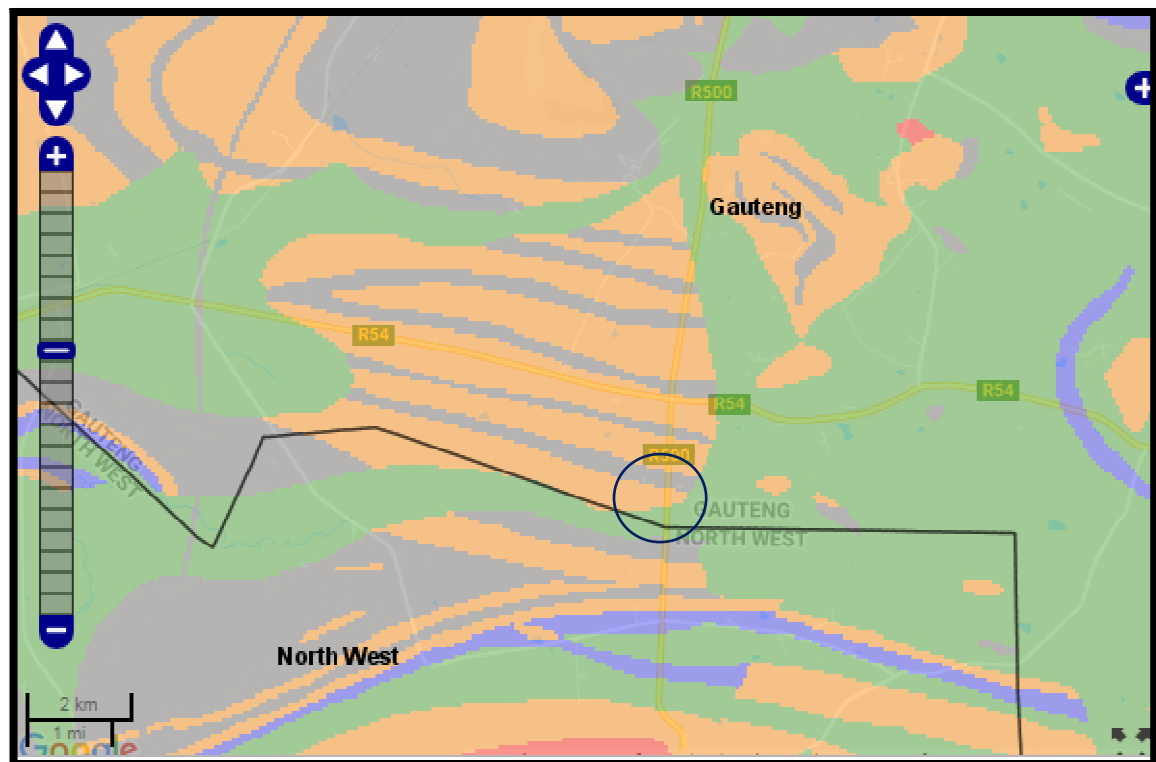 R500
Gauteng
R54
R54
R54
R500
GAUTENG
NORTH WEST
GAUTENG
NORTH WEST
North West
2 km
1 mi
Google